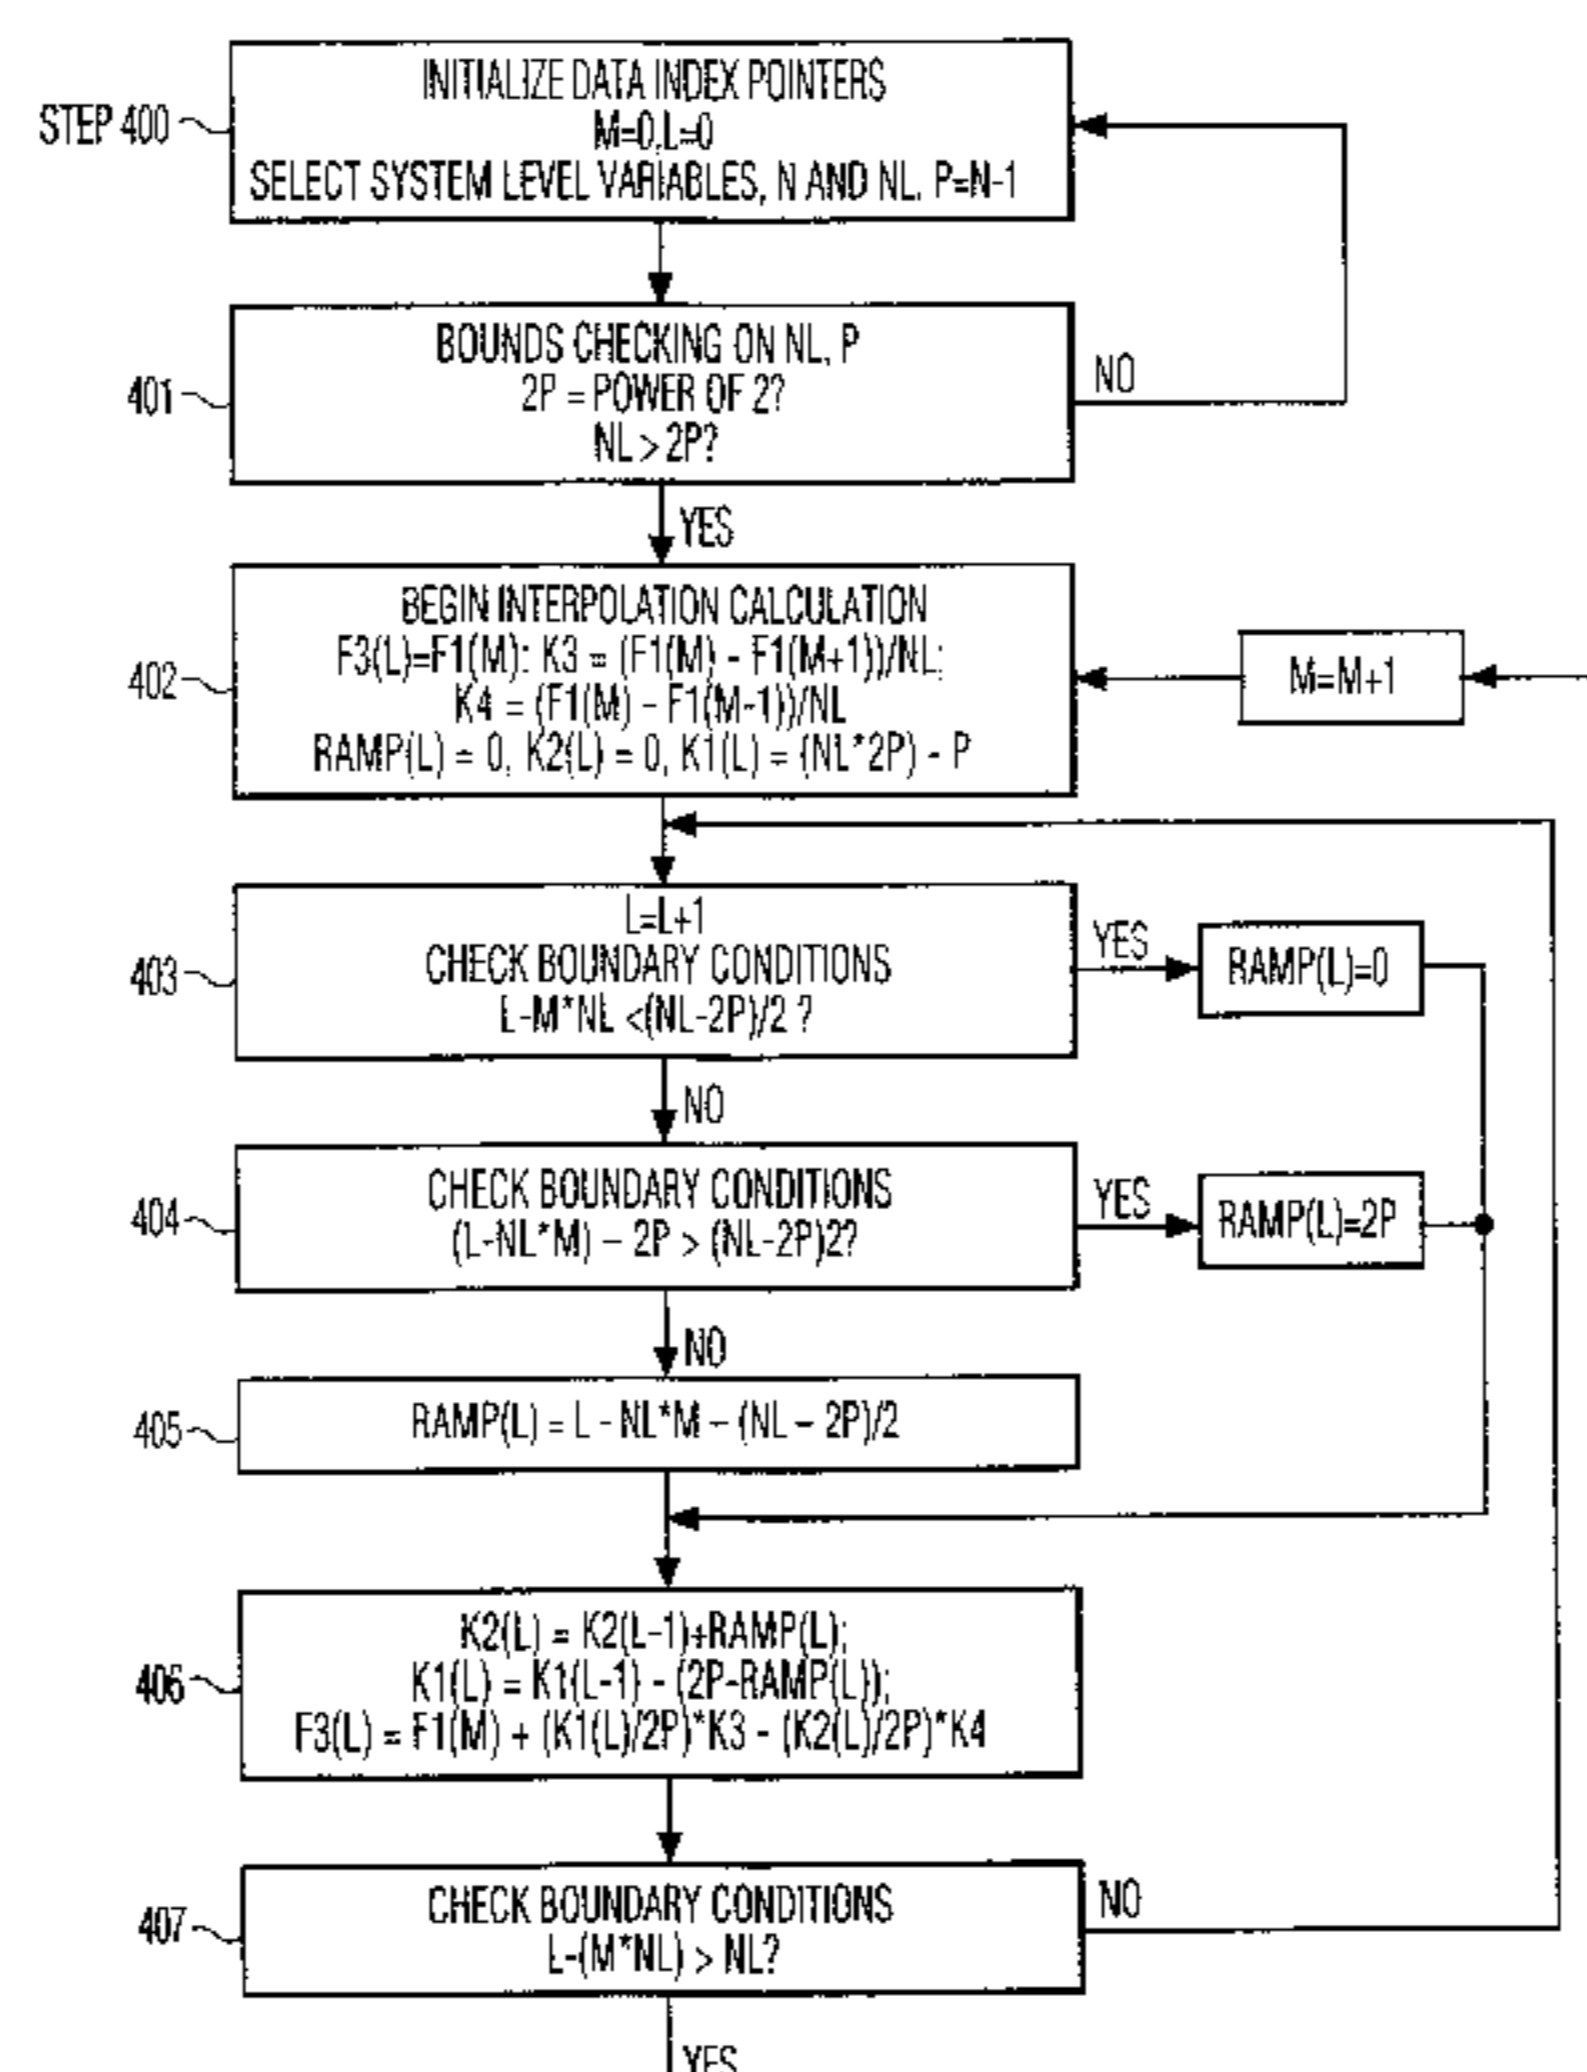 INITIALIZE DATA INDEX POINTERS
M=0,L=0
SELECT SYSTEM LEVEL VARIABLES, N AND NL, P=N-1
STEP 400
BOUNDS CHECKING ON NL, P
2P = POWER OF 2?
NL > 2P?
401
NO
YES
BEGIN INTERPOLATION CALCULATION
F3(L)=F1(M); K3 = (F1(M) - F1(M+1))/NL;
K4 = (F1(M) - F1(M-1))/NL
RAMP(L) = 0, K2(L) = 0, K1(L) = (NL*2P) - P
402
M=M+1
L=L+1
CHECK BOUNDARY CONDITIONS
L-M*NL <(NL-2P)/2 ?
403
YES
RAMP(L)=0
NO
CHECK BOUNDARY CONDITIONS
(L-NL*M) - 2P > (NL-2P)2?
404
YES
RAMP(L)=2P
NO
RAMP(L) = L - NL*M - (NL - 2P)/2
405
K2(L) = K2(L-1)+RAMP(L);
K1(L) = K1(L-1) - (2P-RAMP(L));
F3(L) = F1(M) + (K1(L)/2P)*K3 - (K2(L)/2P)*K4
406
CHECK BOUNDARY CONDITIONS
L-(M*NL) > NL?
407
NO
YES